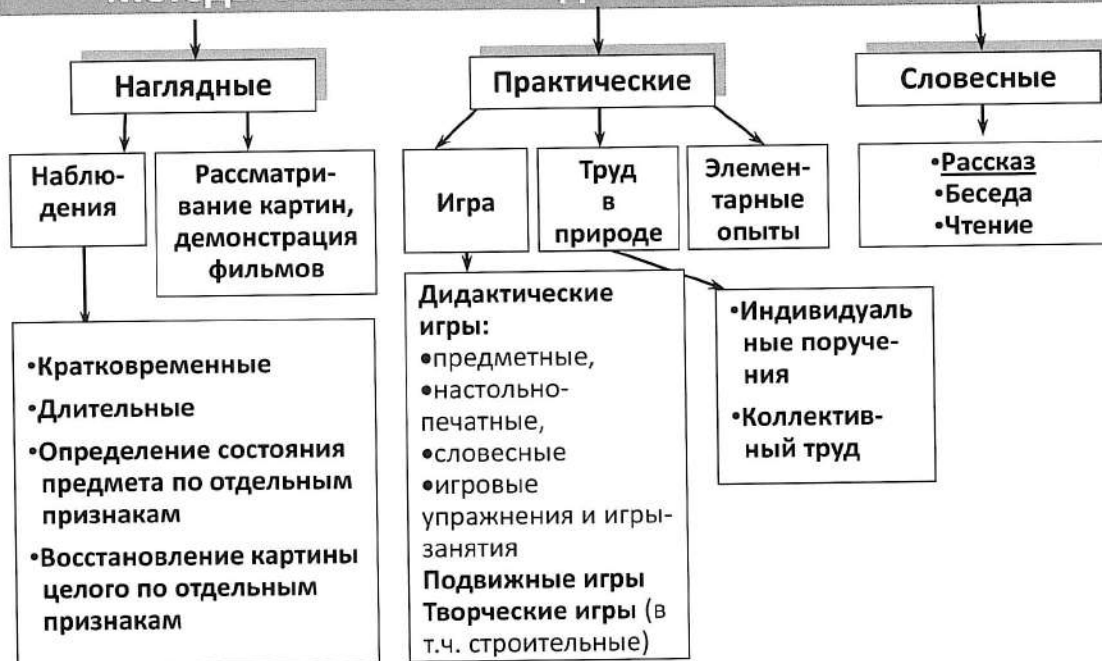 Наглядные
Практические
Словесные
Наблю-
дения
Рассматри-
вание картин,
демонстрация
фильмов
Игра
Труд
в
природе
Элемен-
тарные
опыты
•Рассказ
•Беседа
•Чтение
•Кратковременные
•Длительные
•Определение состояния
предмета по отдельным
признакам
•Восстановление картины
целого по отдельным
признакам
Дидактические
игры:
•предметные,
•настольно-
печатные,
•словесные
•игровые
упражнения и игры-
занятия
Подвижные игры
Творческие игры (в
т.ч. строительные)
•Индивидуаль
ные поруче-
ния
•Коллектив-
ный труд